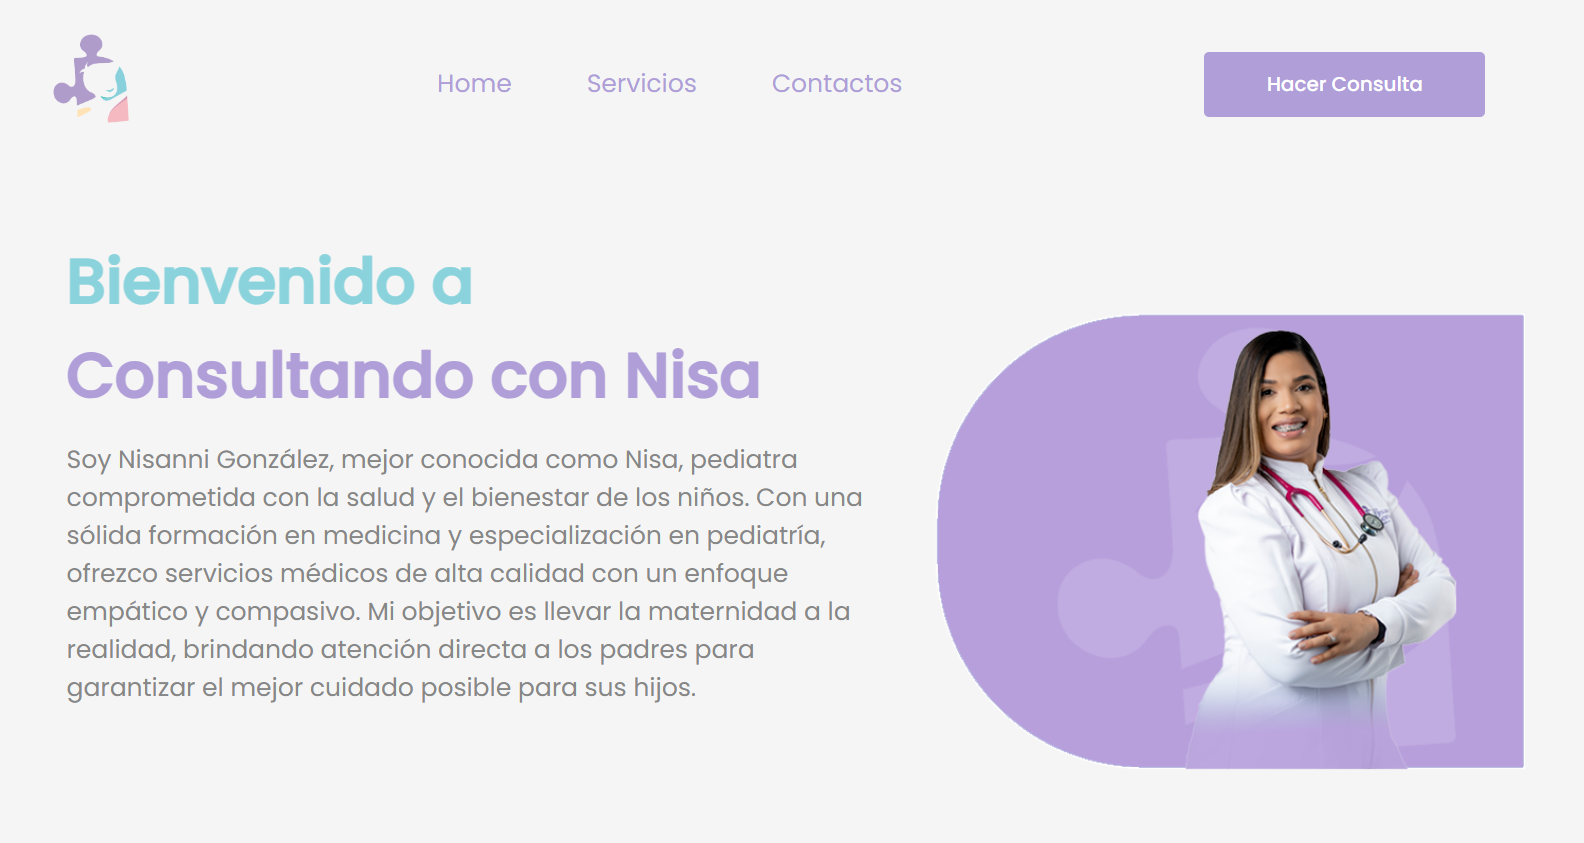 Home
Servicios
Contactos
Hacer Consulta
Bienvenido a
Consultando con Nisa
Soy Nisanni González, mejor conocida como Nisa, pediatra
comprometida con la salud y el bienestar de los niños. Con una
sólida formación en medicina y especialización en pediatría,
ofrezco servicios médicos de alta calidad con un enfoque
empático y compasivo. Mi objetivo es llevar la maternidad a la
realidad, brindando atención directa a los padres para
garantizar el mejor cuidado posible para sus hijos.